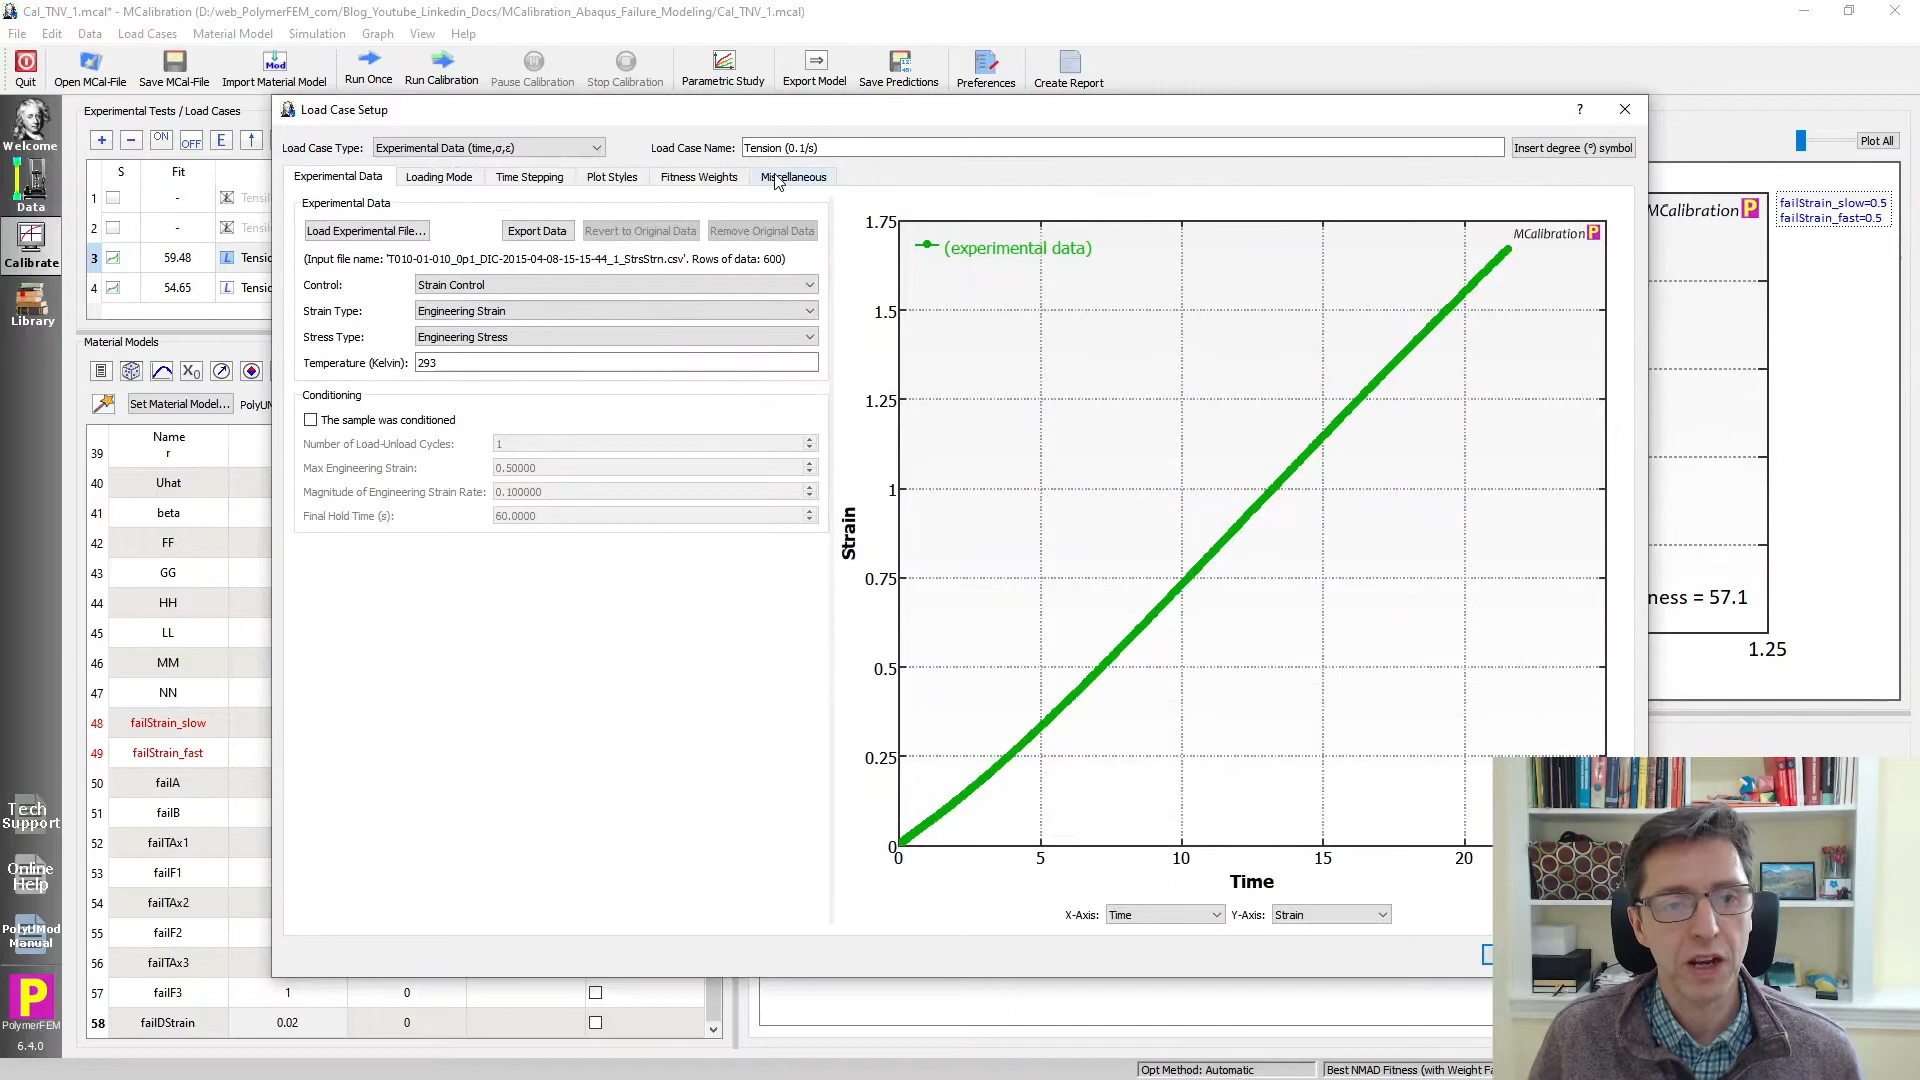 Cal_TNV_1.mcal* - MCalibration (D:/web_PolymerFEM_com/Blog_Youtube_Linkedin_Docs/MCalibration_Abaqus_Failure_Modeling/Cal_TNV_1.mcal)
File Edit Data Load Cases Material Model Simulation Graph View Help
Quit Open MCal-File Save MCal-File Import Material Model Run Once Run Calibration Pause Calibration Stop Calibration Parametric Study Export Model Save Predictions Preferences Create Report
Mod
Welcome
Data
Calibrate
Library
Tech
Support
Online
Help
PolyUMod
Manual
P
PolymerFEM
6.4.0
Experimental Tests / Load Cases
+ − ON OFF E ↑
S Fit
1 - Tensil
2 - Tensil
3 59.48 L Tensio
4 54.65 L Tensio
Material Models
X0
Set Material Model... PolyUM
Name
39 r
40 Uhat
41 beta
42 FF
43 GG
44 HH
45 LL
46 MM
47 NN
48 failStrain_slow
49 failStrain_fast
50 failA
51 failB
52 failTAx1
53 failF1
54 failTAx2
55 failF2
56 failTAx3
57 failF3 1 0
58 failDStrain 0.02 0
Load Case Setup
? 
Load Case Type: Experimental Data (time,σ,ε) Load Case Name: Tension (0.1/s) Insert degree (º) symbol
Experimental Data Loading Mode Time Stepping Plot Styles Fitness Weights Miscellaneous
Experimental Data
Load Experimental File... Export Data Revert to Original Data Remove Original Data
(Input file name: 'T010-01-010_0p1_DIC-2015-04-08-15-15-44_1_StrsStrn.csv'. Rows of data: 600)
Control: Strain Control
Strain Type: Engineering Strain
Stress Type: Engineering Stress
Temperature (Kelvin): 293
Conditioning
The sample was conditioned
Number of Load-Unload Cycles: 1
Max Engineering Strain: 0.50000
Magnitude of Engineering Strain Rate: 0.100000
Final Hold Time (s): 60.0000
(experimental data)
MCalibration P
1.75
1.5
1.25
1
0.75
0.5
0.25
0
Strain
0 5 10 15 20
Time
X-Axis: Time Y-Axis: Strain
Plot All
MCalibration P
failStrain_slow=0.5
failStrain_fast=0.5
ness = 57.1
1.25
Opt Method: Automatic Best NMAD Fitness (with Weight Fa